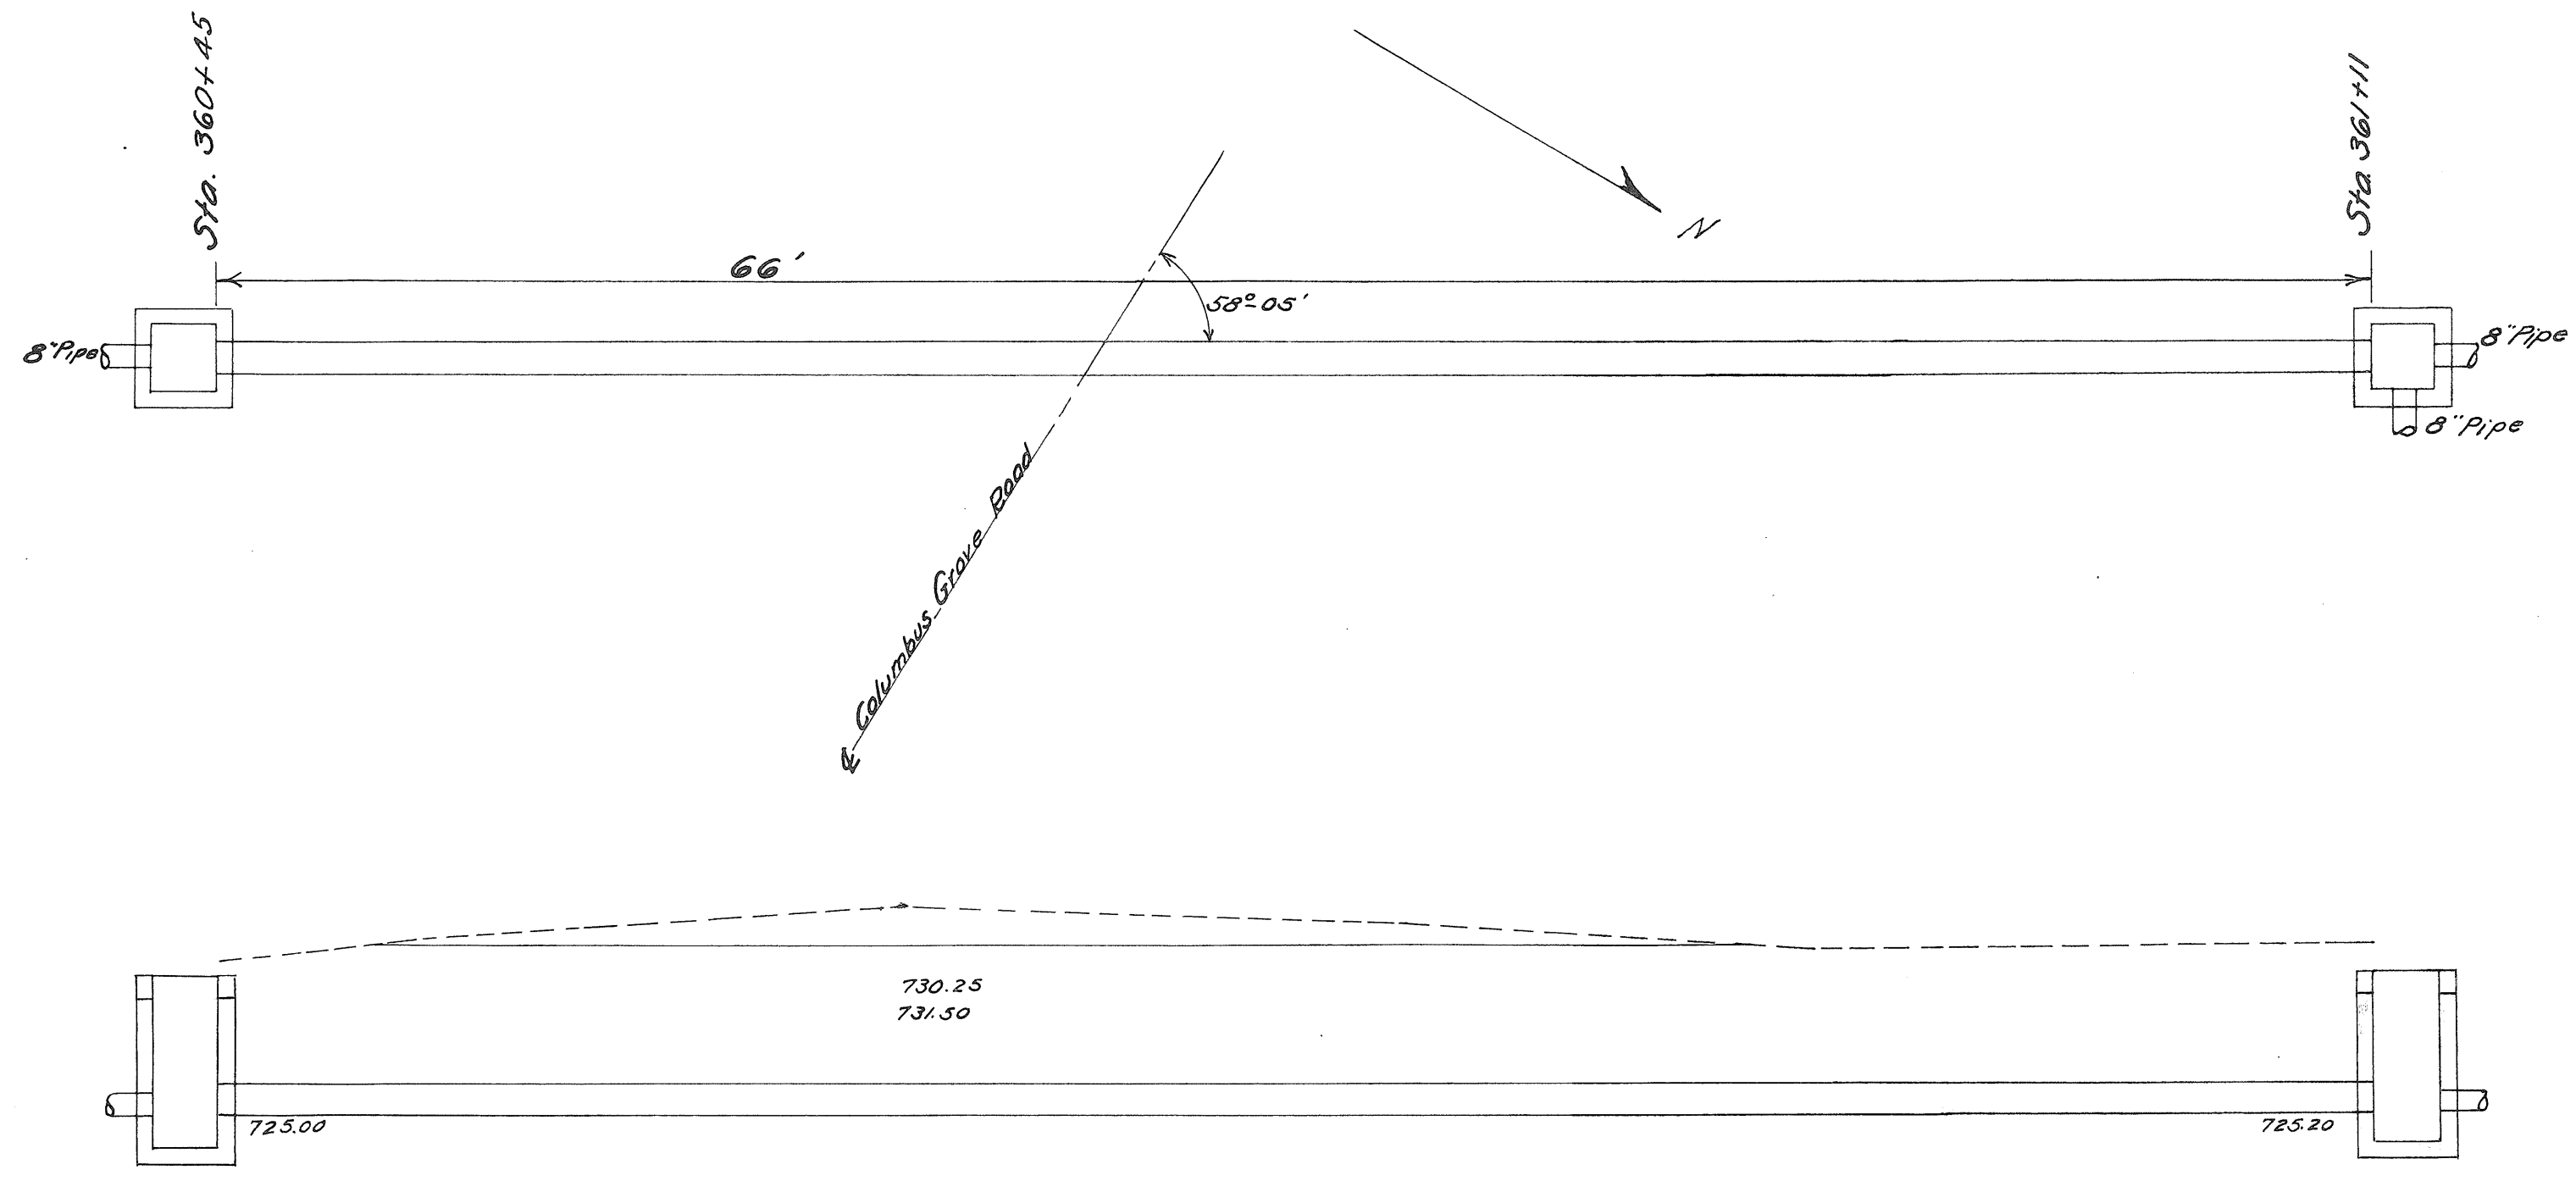 Sta. 360+45
Sta. 361+11
N
66'
58°-05'
8" Pipe
8" Pipe
8" Pipe
Columbus Grove Road
730.25
731.50
725.00
725.20